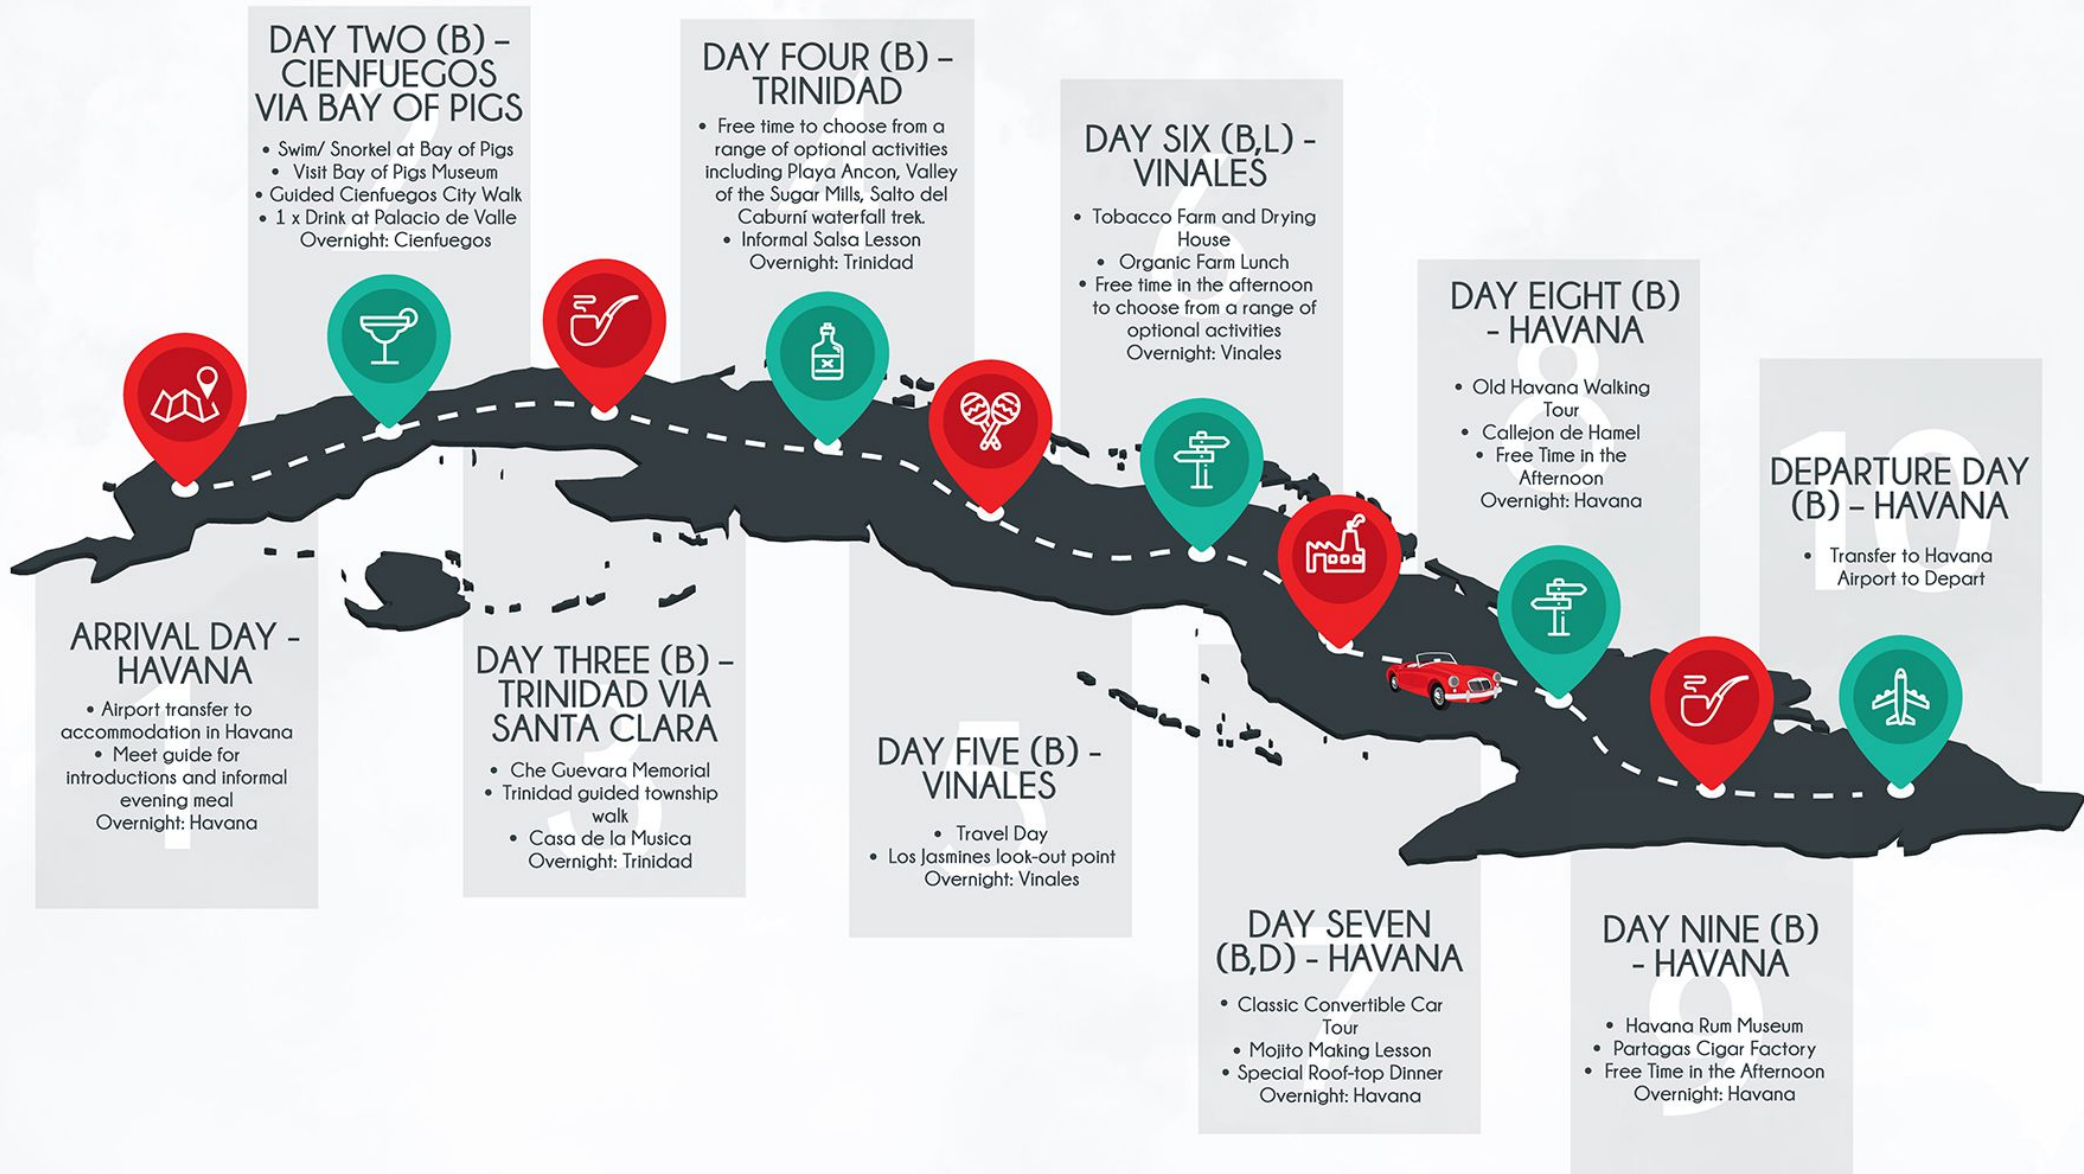 ARRIVAL DAY -
HAVANA
• Airport transfer to
accommodation in Havana
• Meet guide for
introductions and informal
evening meal
Overnight: Havana
1
DAY TWO (B) –
CIENFUEGOS
VIA BAY OF PIGS
• Swim/ Snorkel at Bay of Pigs
• Visit Bay of Pigs Museum
• Guided Cienfuegos City Walk
• 1 x Drink at Palacio de Valle
Overnight: Cienfuegos
2
DAY THREE (B) –
TRINIDAD VIA
SANTA CLARA
• Che Guevara Memorial
• Trinidad guided township
walk
• Casa de la Musica
Overnight: Trinidad
3
DAY FOUR (B) –
TRINIDAD
• Free time to choose from a
range of optional activities
including Playa Ancon, Valley
of the Sugar Mills, Salto del
Caburní waterfall trek.
• Informal Salsa Lesson
Overnight: Trinidad
4
DAY FIVE (B) -
VINALES
• Travel Day
• Los Jasmines look-out point
Overnight: Vinales
5
DAY SIX (B,L) -
VINALES
• Tobacco Farm and Drying
House
• Organic Farm Lunch
• Free time in the afternoon
to choose from a range of
optional activities
Overnight: Vinales
6
DAY SEVEN
(B,D) - HAVANA
• Classic Convertible Car
Tour
• Mojito Making Lesson
• Special Roof-top Dinner
Overnight: Havana
7
DAY EIGHT (B)
- HAVANA
• Old Havana Walking
Tour
• Callejon de Hamel
• Free Time in the
Afternoon
Overnight: Havana
8
DAY NINE (B)
- HAVANA
• Havana Rum Museum
• Partagas Cigar Factory
• Free Time in the Afternoon
Overnight: Havana
9
DEPARTURE DAY
(B) – HAVANA
• Transfer to Havana
Airport to Depart
10